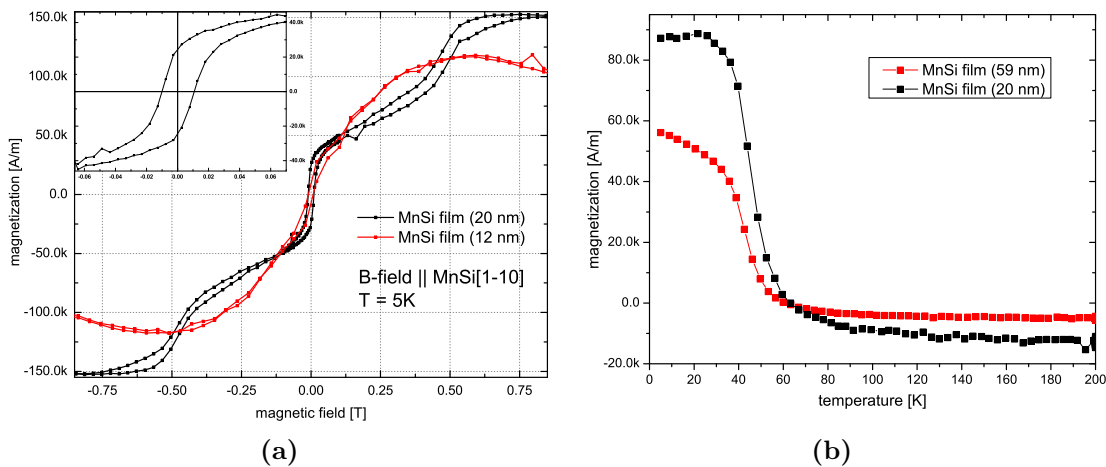 150.0k
100.0k
50.0k
0.0
-50.0k
-100.0k
-150.0k
magnetization [A/m]
-0.75
-0.50
-0.25
0.00
0.25
0.50
0.75
magnetic field [T]
40.0k
20.0k
0.0
-20.0k
-40.0k
-0.06
-0.04
-0.02
0.00
0.02
0.04
0.06
MnSi film (20 nm)
MnSi film (12 nm)
B-field || MnSi[1-10]
T = 5K
(a)
80.0k
60.0k
40.0k
20.0k
0.0
-20.0k
magnetization [A/m]
0
20
40
60
80
100
120
140
160
180
200
temperature [K]
MnSi film (59 nm)
MnSi film (20 nm)
(b)